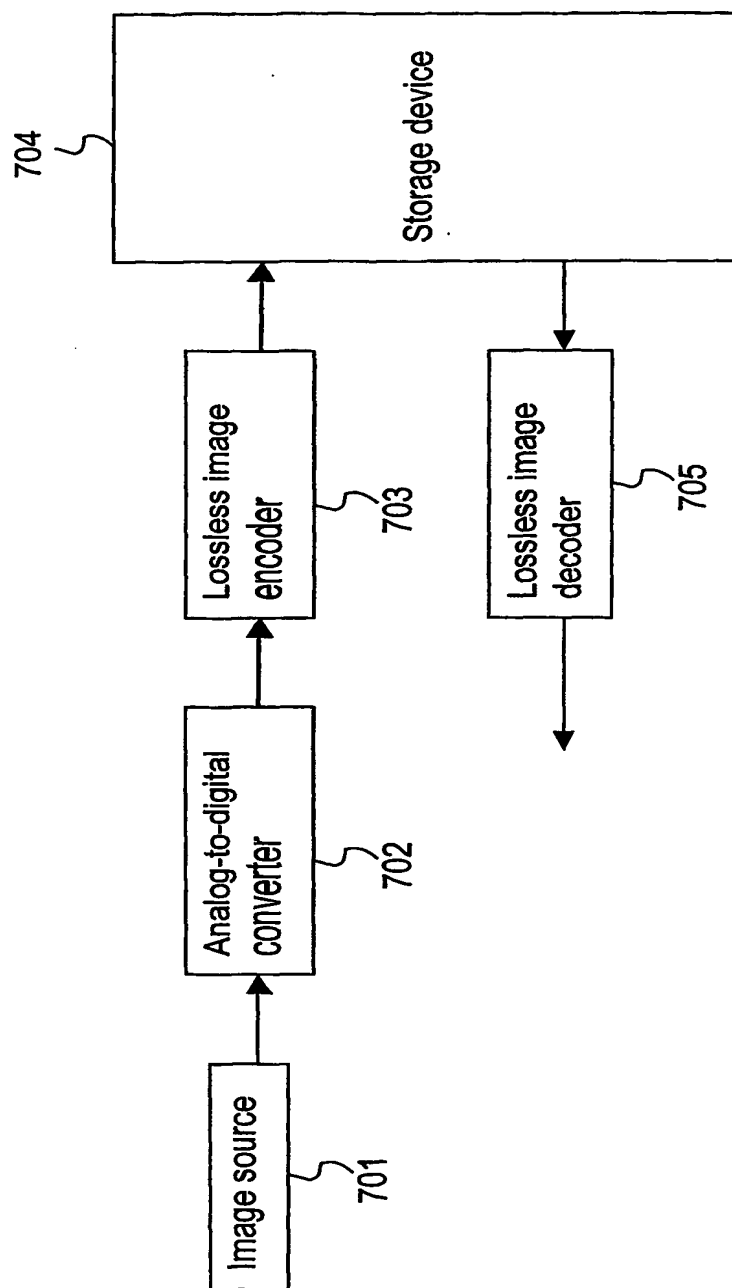 Image source
701
Analog-to-digital
converter
702
Lossless image
encoder
703
Storage device
704
Lossless image
decoder
705